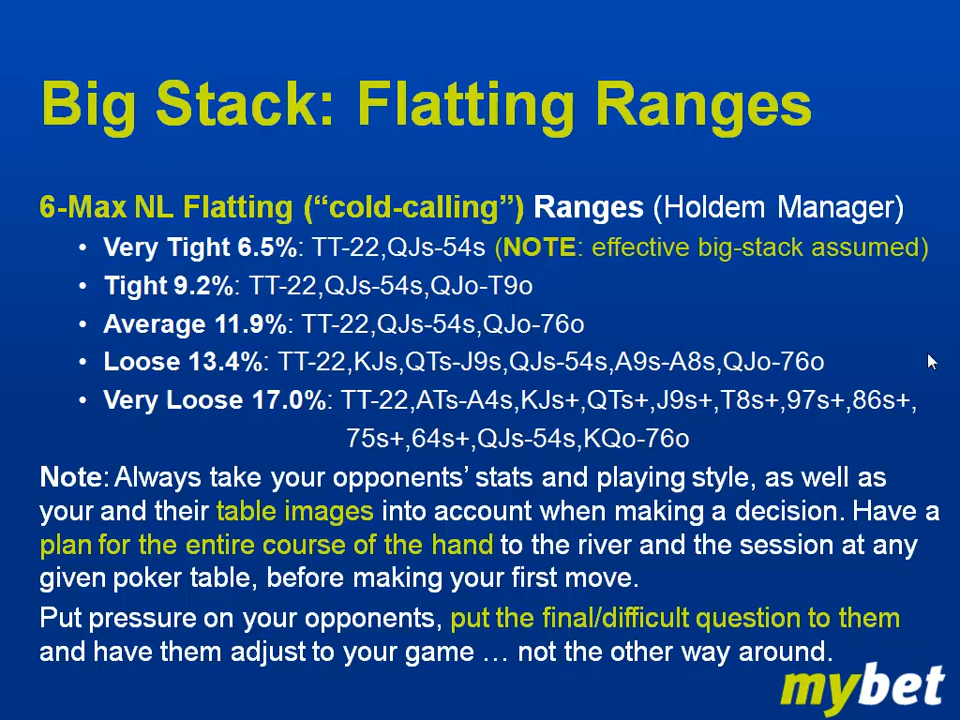 Big Stack: Flatting Ranges
6-Max NL Flatting (“cold-calling”) Ranges (Holdem Manager)
• Very Tight 6.5%: TT-22,QJs-54s (NOTE: effective big-stack assumed)
• Tight 9.2%: TT-22,QJs-54s,QJo-T9o
• Average 11.9%: TT-22,QJs-54s,QJo-76o
• Loose 13.4%: TT-22,KJs,QTs-J9s,QJs-54s,A9s-A8s,QJo-76o
• Very Loose 17.0%: TT-22,ATs-A4s,KJs+,QTs+,J9s+,T8s+,97s+,86s+,
75s+,64s+,QJs-54s,KQo-76o
Note: Always take your opponents’ stats and playing style, as well as
your and their table images into account when making a decision. Have a
plan for the entire course of the hand to the river and the session at any
given poker table, before making your first move.
Put pressure on your opponents, put the final/difficult question to them
and have them adjust to your game … not the other way around.
mybet